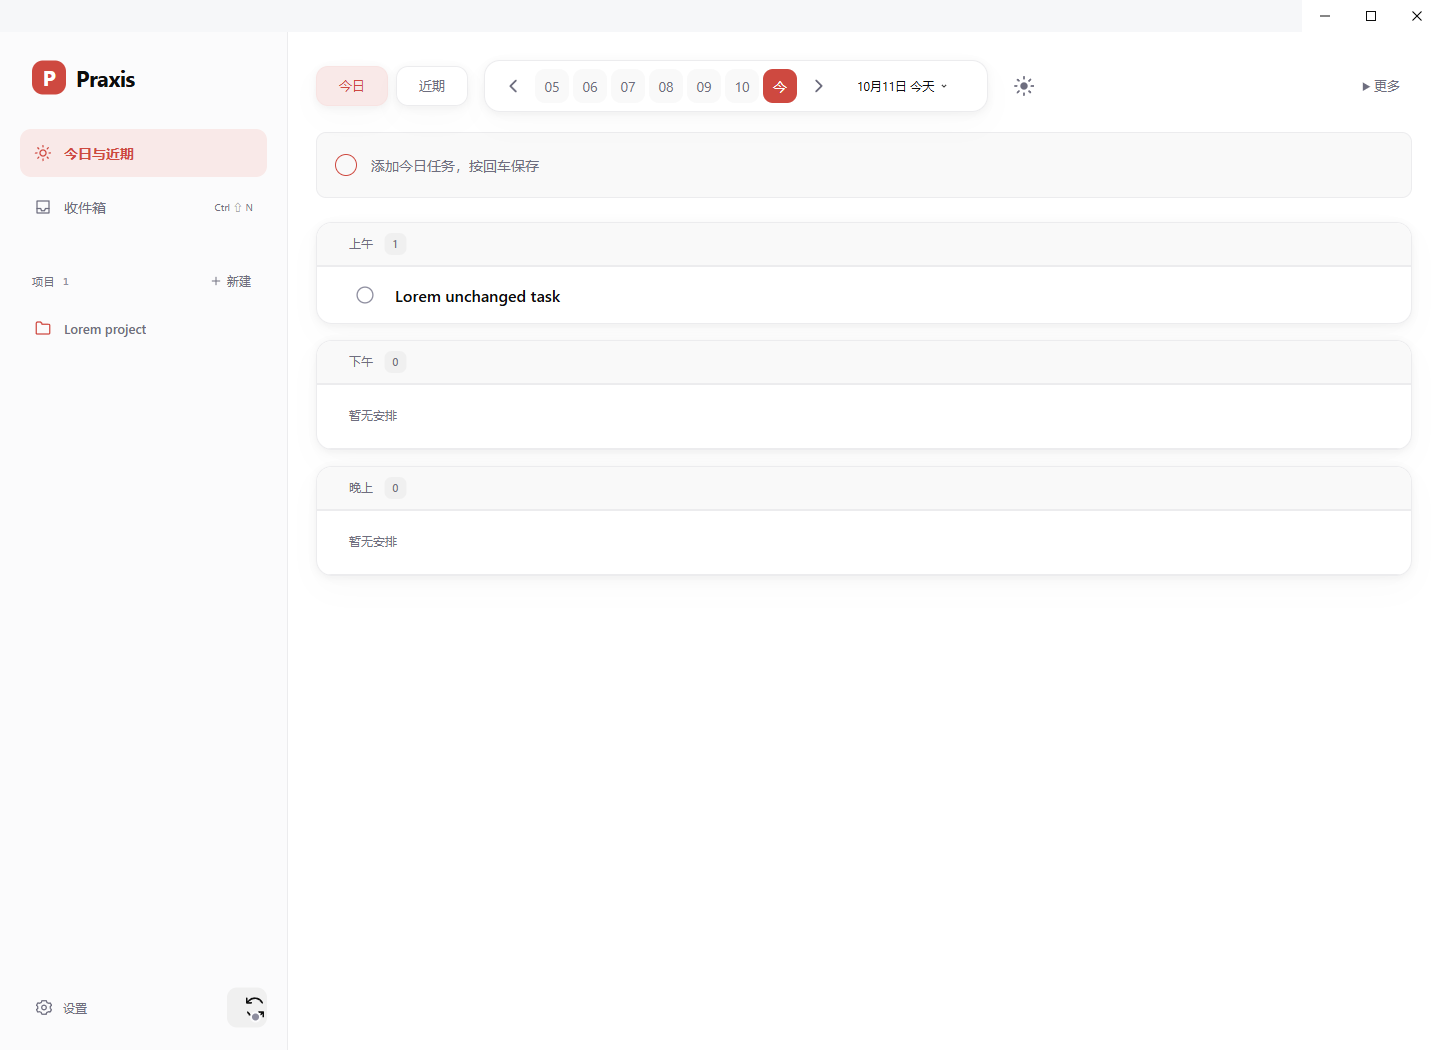 P Praxis
今日与近期
收件箱 Ctrl ⇧ N
项目 1 + 新建
Lorem project
设置
今日 近期 05 06 07 08 09 10 今 10月11日 今天 更多
添加今日任务，按回车保存
上午 1
Lorem unchanged task
下午 0
暂无安排
晚上 0
暂无安排